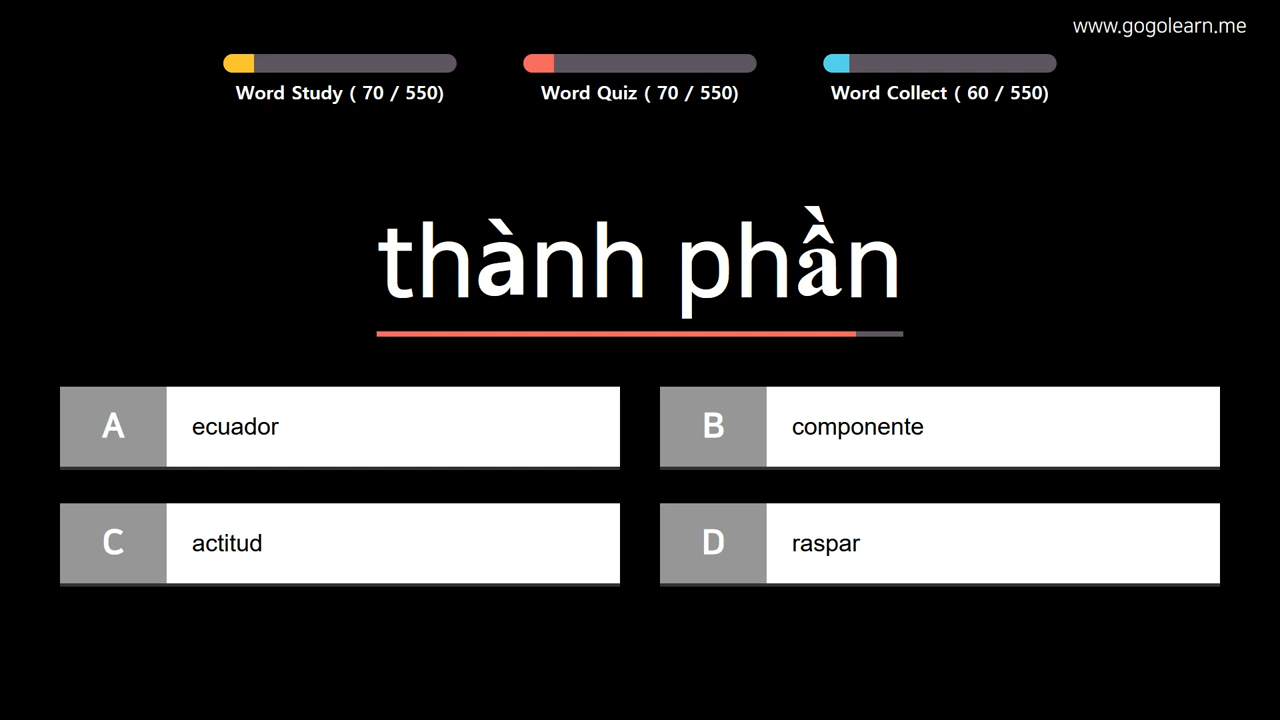 www.gogolearn.me
Word Study ( 70 / 550)
Word Quiz ( 70 / 550)
Word Collect ( 60 / 550)
thành phần
A ecuador
B componente
C actitud
D raspar